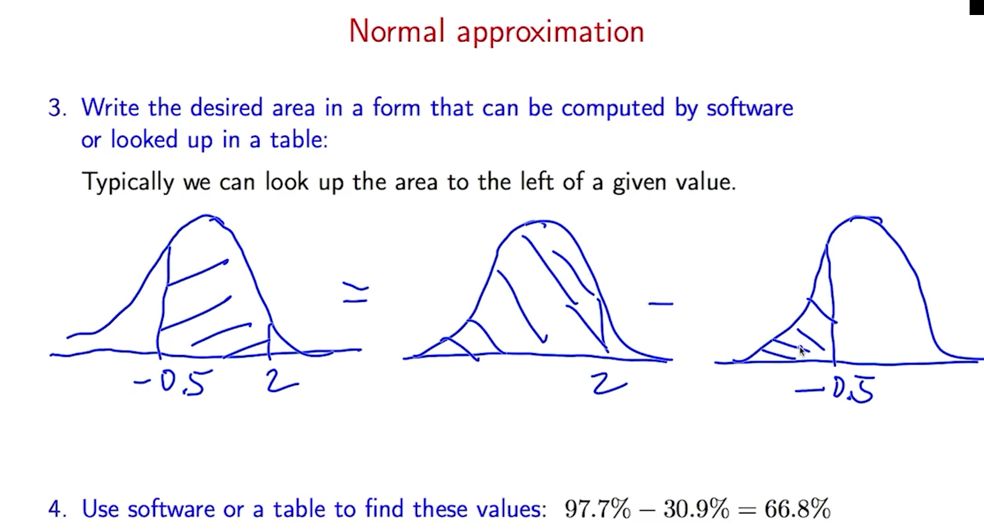 Normal approximation
3. Write the desired area in a form that can be computed by software
or looked up in a table:
Typically we can look up the area to the left of a given value.
= −
-0.5 2 2 -0.5
4. Use software or a table to find these values: 97.7% − 30.9% = 66.8%